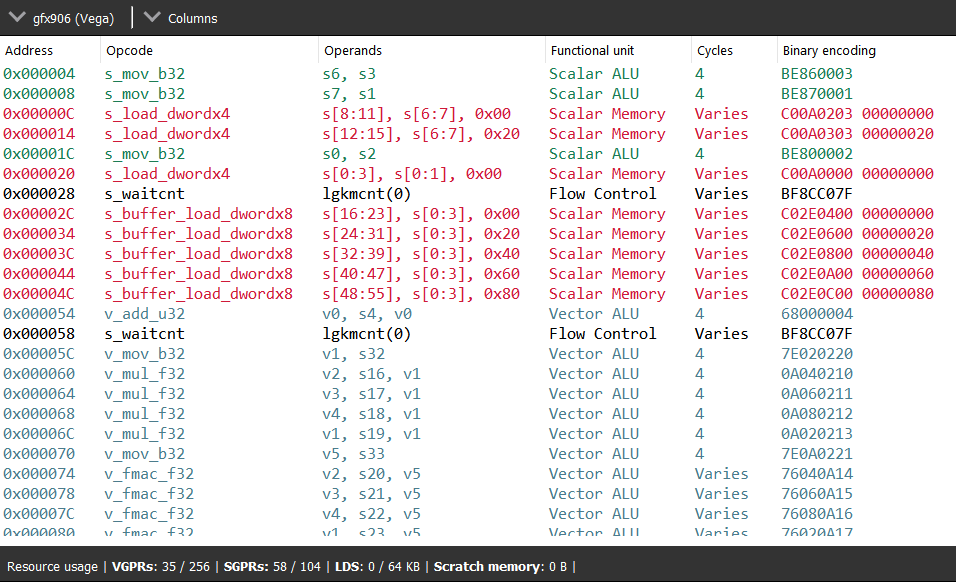 gfx906 (Vega) Columns
Address Opcode Operands Functional unit Cycles Binary encoding
0x000004 s_mov_b32 s6, s3 Scalar ALU 4 BE860003
0x000008 s_mov_b32 s7, s1 Scalar ALU 4 BE870001
0x00000C s_load_dwordx4 s[8:11], s[6:7], 0x00 Scalar Memory Varies C00A0203 00000000
0x000014 s_load_dwordx4 s[12:15], s[6:7], 0x20 Scalar Memory Varies C00A0303 00000020
0x00001C s_mov_b32 s0, s2 Scalar ALU 4 BE800002
0x000020 s_load_dwordx4 s[0:3], s[0:1], 0x00 Scalar Memory Varies C00A0000 00000000
0x000028 s_waitcnt lgkmcnt(0) Flow Control Varies BF8CC07F
0x00002C s_buffer_load_dwordx8 s[16:23], s[0:3], 0x00 Scalar Memory Varies C02E0400 00000000
0x000034 s_buffer_load_dwordx8 s[24:31], s[0:3], 0x20 Scalar Memory Varies C02E0600 00000020
0x00003C s_buffer_load_dwordx8 s[32:39], s[0:3], 0x40 Scalar Memory Varies C02E0800 00000040
0x000044 s_buffer_load_dwordx8 s[40:47], s[0:3], 0x60 Scalar Memory Varies C02E0A00 00000060
0x00004C s_buffer_load_dwordx8 s[48:55], s[0:3], 0x80 Scalar Memory Varies C02E0C00 00000080
0x000054 v_add_u32 v0, s4, v0 Vector ALU 4 68000004
0x000058 s_waitcnt lgkmcnt(0) Flow Control Varies BF8CC07F
0x00005C v_mov_b32 v1, s32 Vector ALU 4 7E020220
0x000060 v_mul_f32 v2, s16, v1 Vector ALU 4 0A040210
0x000064 v_mul_f32 v3, s17, v1 Vector ALU 4 0A060211
0x000068 v_mul_f32 v4, s18, v1 Vector ALU 4 0A080212
0x00006C v_mul_f32 v1, s19, v1 Vector ALU 4 0A020213
0x000070 v_mov_b32 v5, s33 Vector ALU 4 7E0A0221
0x000074 v_fmac_f32 v2, s20, v5 Vector ALU Varies 76040A14
0x000078 v_fmac_f32 v3, s21, v5 Vector ALU Varies 76060A15
0x00007C v_fmac_f32 v4, s22, v5 Vector ALU Varies 76080A16
0x000080 v_fmac_f32 v1, s23, v5 Vector ALU Varies 76020A17
Resource usage | VGPRs: 35 / 256 | SGPRs: 58 / 104 | LDS: 0 / 64 KB | Scratch memory: 0 B |